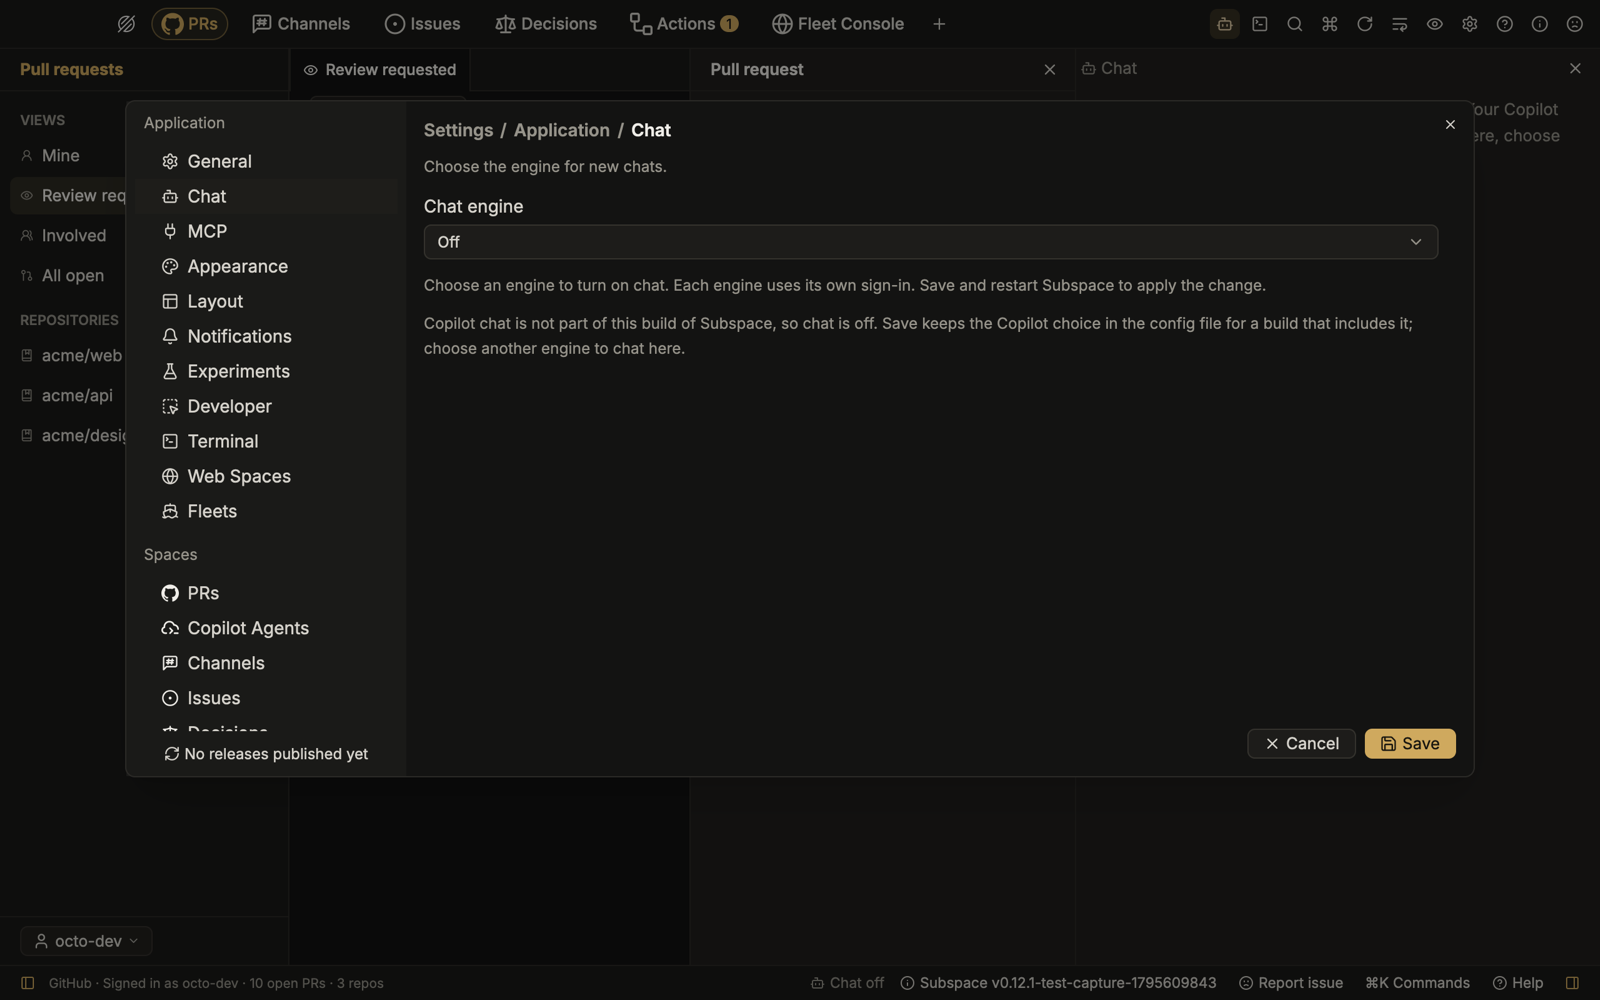 PRs
Channels
Issues
Decisions
Actions 1
Fleet Console
Pull requests
Review requested
Pull request
Chat
VIEWS
Mine
Review req
Involved
All open
REPOSITORIES
acme/web
acme/api
acme/desig
our Copilot
ere, choose
Application
General
Chat
MCP
Appearance
Layout
Notifications
Experiments
Developer
Terminal
Web Spaces
Fleets
Spaces
PRs
Copilot Agents
Channels
Issues
Decisions
No releases published yet
Settings / Application / Chat
Choose the engine for new chats.
Chat engine
Off
Choose an engine to turn on chat. Each engine uses its own sign-in. Save and restart Subspace to apply the change.
Copilot chat is not part of this build of Subspace, so chat is off. Save keeps the Copilot choice in the config file for a build that includes it;
choose another engine to chat here.
Cancel
Save
octo-dev
GitHub · Signed in as octo-dev · 10 open PRs · 3 repos
Chat off
Subspace v0.12.1-test-capture-1795609843
Report issue
⌘K Commands
Help